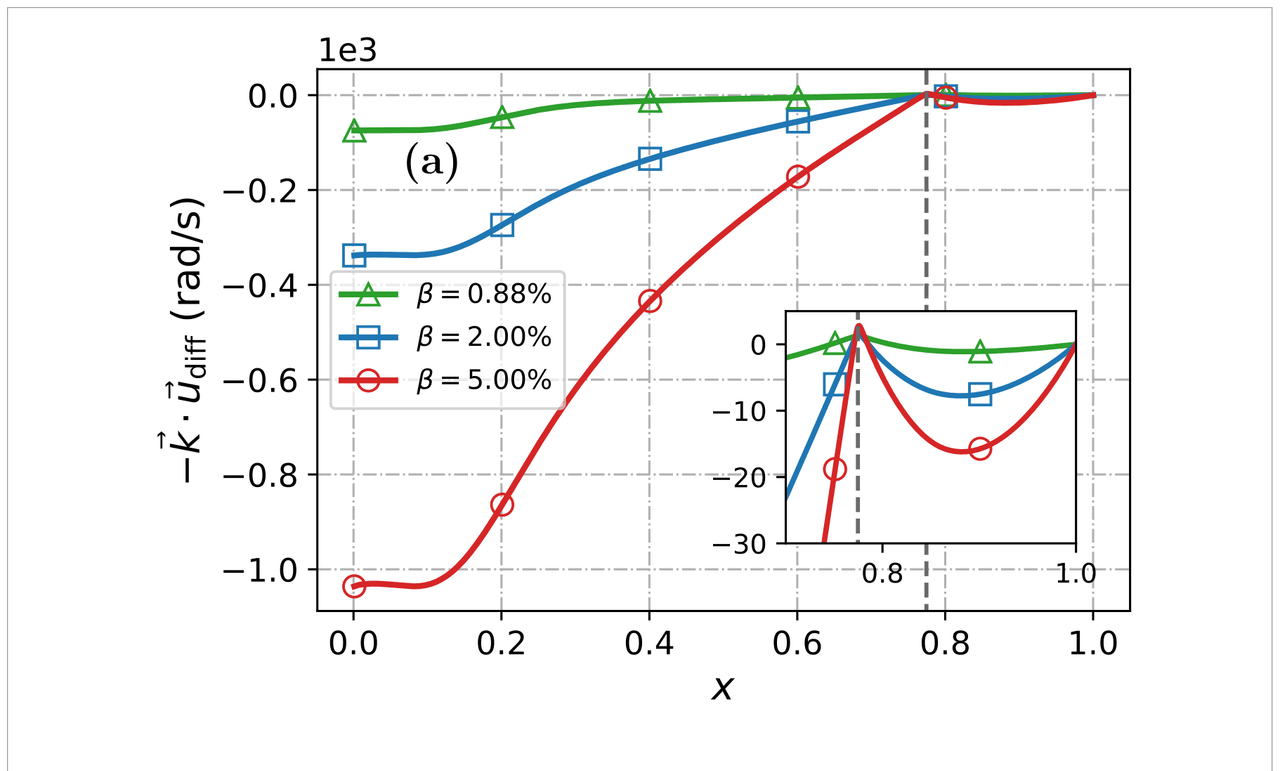 1e3
0.0
−0.2
−0.4
−0.6
−0.8
−1.0
−k⃗ · u⃗diff (rad/s)
(a)
β = 0.88%
β = 2.00%
β = 5.00%
0
−10
−20
−30
0.8 1.0
0.0 0.2 0.4 0.6 0.8 1.0
x